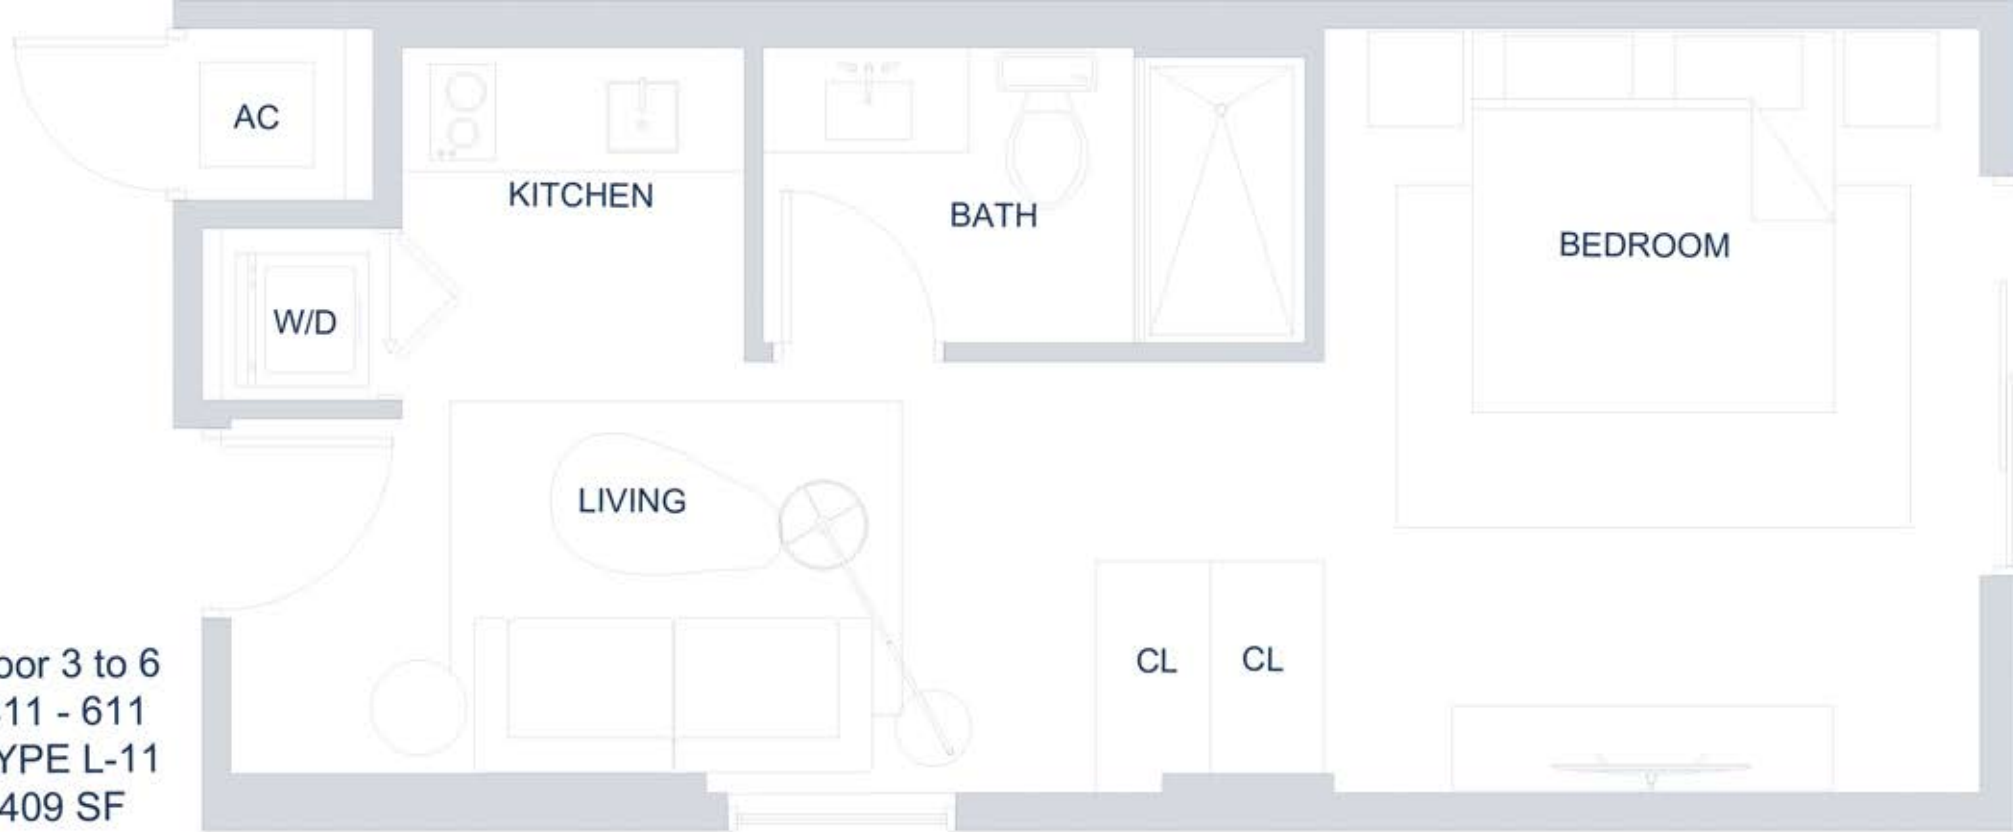 AC
KITCHEN
BATH
BEDROOM
W/D
LIVING
CL CL
oor 3 to 6
11 - 611
YPE L-11
409 SF